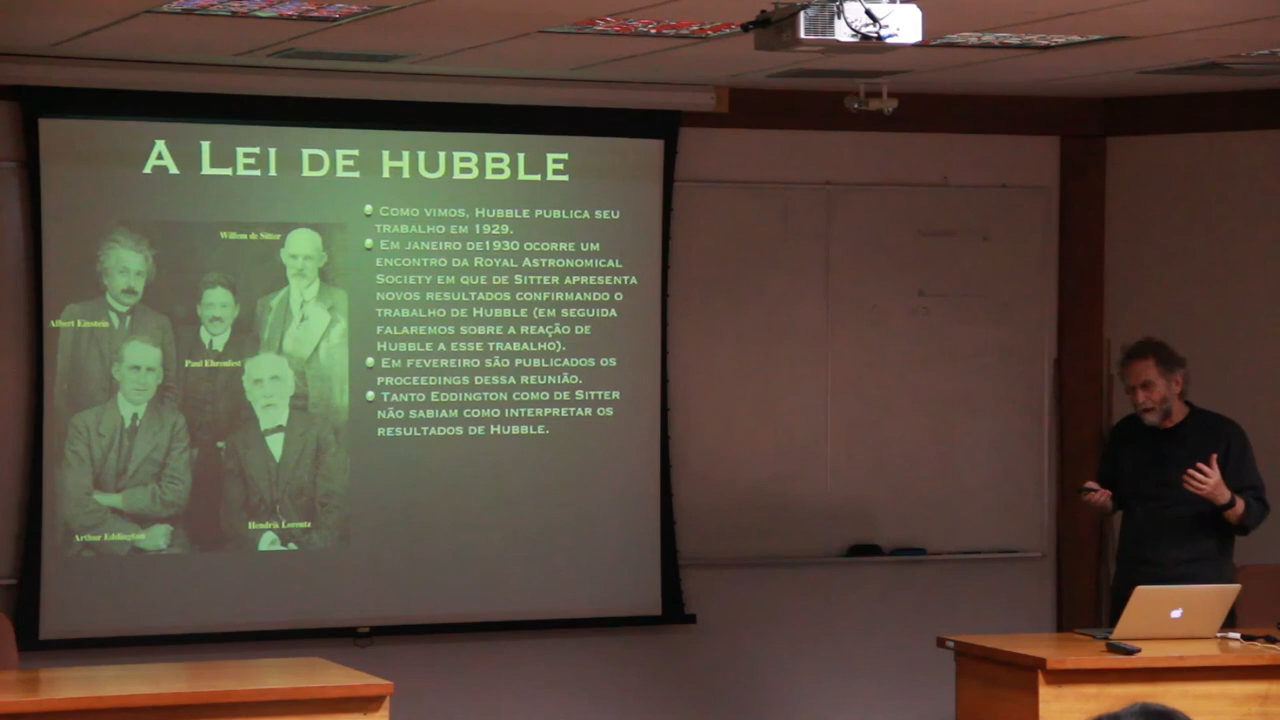 A LEI DE HUBBLE
Willem de Sitter
Albert Einstein
Paul Ehrenfest
Hendrik Lorentz
Arthur Eddington
COMO VIMOS, HUBBLE PUBLICA SEU
TRABALHO EM 1929.
EM JANEIRO DE1930 OCORRE UM
ENCONTRO DA ROYAL ASTRONOMICAL
SOCIETY EM QUE DE SITTER APRESENTA
NOVOS RESULTADOS CONFIRMANDO O
TRABALHO DE HUBBLE (EM SEGUIDA
FALAREMOS SOBRE A REAÇÃO DE
HUBBLE A ESSE TRABALHO).
EM FEVEREIRO SÃO PUBLICADOS OS
PROCEEDINGS DESSA REUNIÃO.
TANTO EDDINGTON COMO DE SITTER
NÃO SABIAM COMO INTERPRETAR OS
RESULTADOS DE HUBBLE.